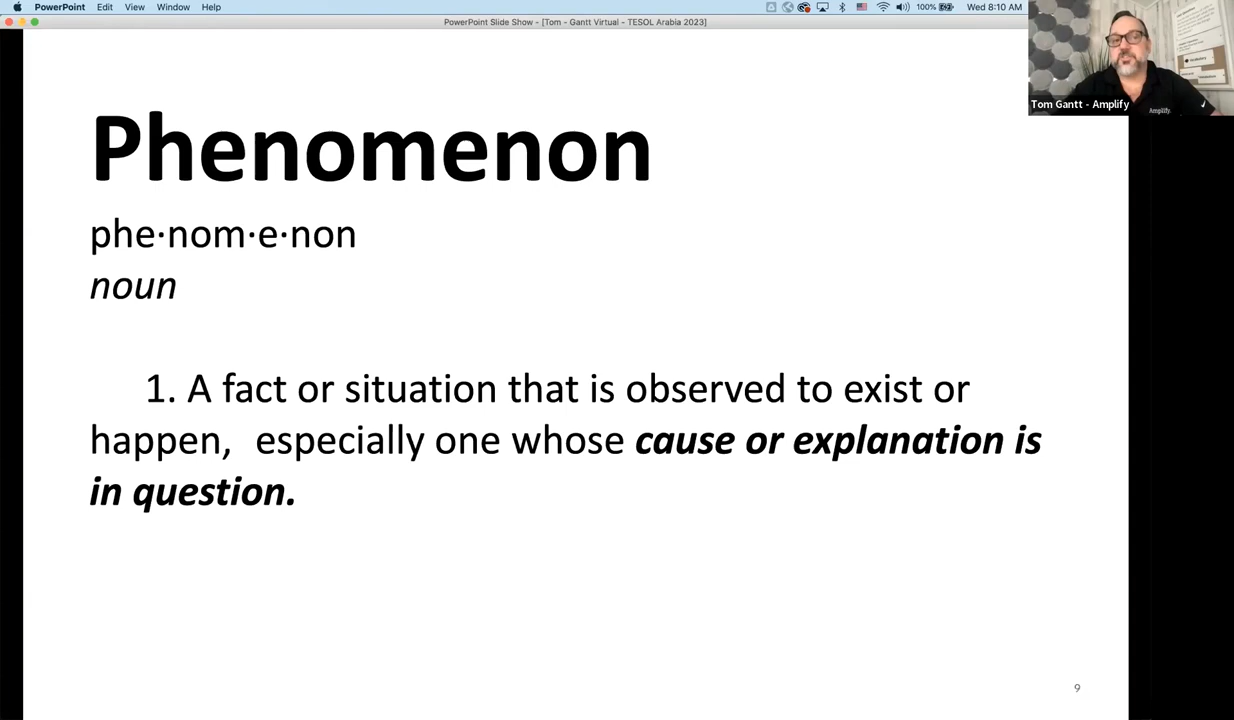 PowerPoint Edit View Window Help 100% Wed 8:10 AM
PowerPoint Slide Show - [Tom - Gantt Virtual - TESOL Arabia 2023]
Tom Gantt - Amplify
Amplify.
Phenomenon
phe·nom·e·non
noun
1. A fact or situation that is observed to exist or
happen, especially one whose cause or explanation is
in question.
9